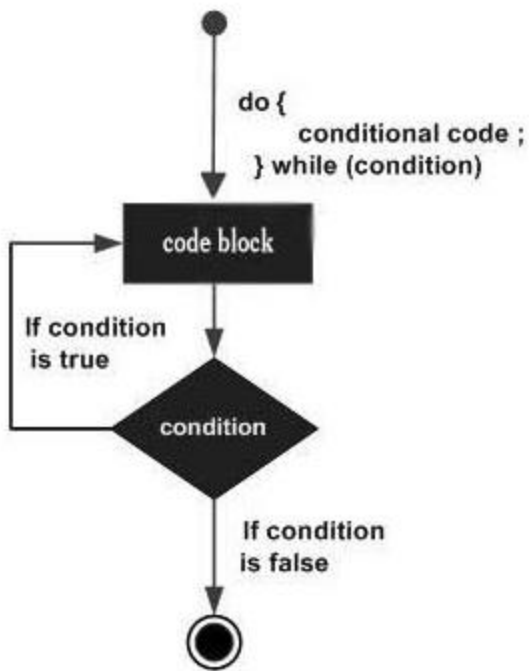 do {
conditional code ;
} while (condition)
code block
If condition
is true
condition
If condition
is false